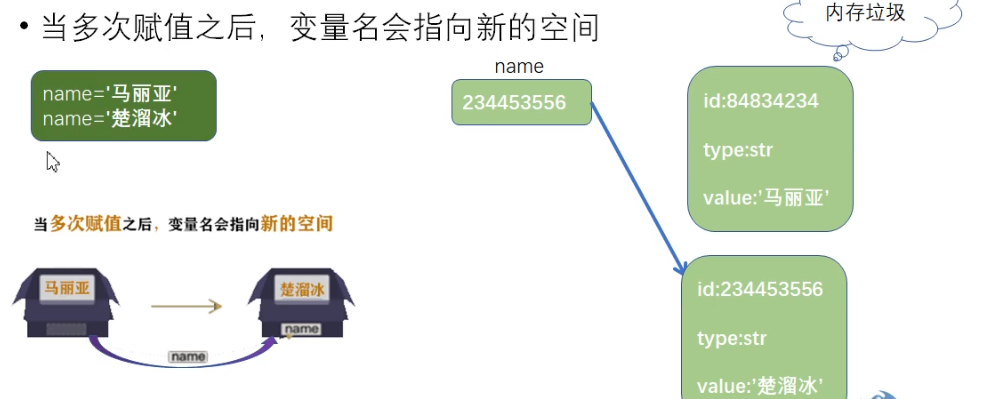 • 当多次赋值之后，变量名会指向新的空间
内存垃圾
name='马丽亚'
name='楚溜冰'
name
234453556
id:84834234
type:str
value:'马丽亚'
当多次赋值之后，变量名会指向新的空间
马丽亚
楚溜冰
name
name
id:234453556
type:str
value:'楚溜冰'